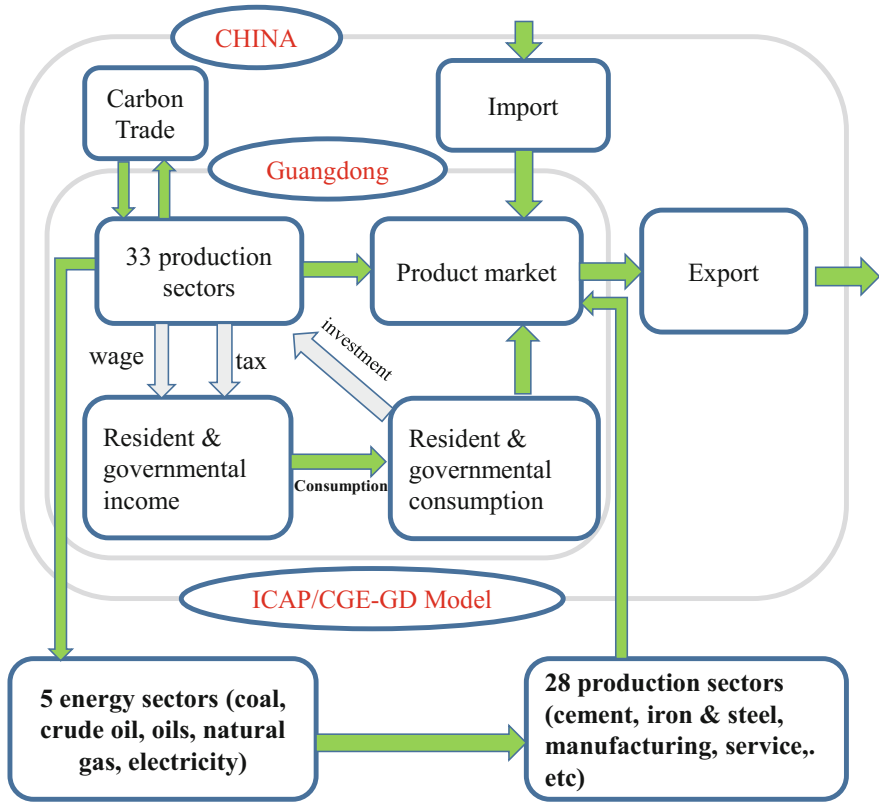 CHINA
Carbon
Trade
Import
Guangdong
33 production
sectors
Product market
Export
wage
tax
investment
Resident &
governmental
income
Consumption
Resident &
governmental
consumption
ICAP/CGE-GD Model
5 energy sectors (coal,
crude oil, oils, natural
gas, electricity)
28 production sectors
(cement, iron & steel,
manufacturing, service,.
etc)